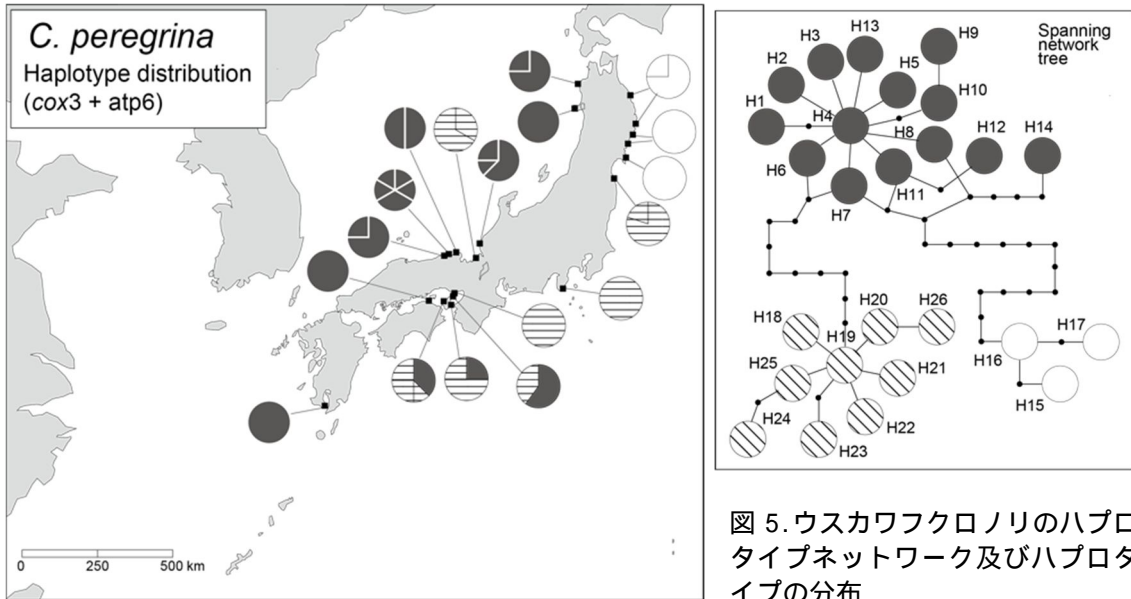 C. peregrina
Haplotype distribution
(cox3 + atp6)
0 250 500 km
Spanning
network
tree
H13
H3
H9
H2
H5
H10
H1
H4
H8
H12
H14
H6
H11
H7
H20
H26
H18
H19
H17
H25
H21
H16
H24
H22
H15
H23
図 5.ウスカワフクロノリのハプロ
タイプネットワーク及びハプロタ
イプの分布